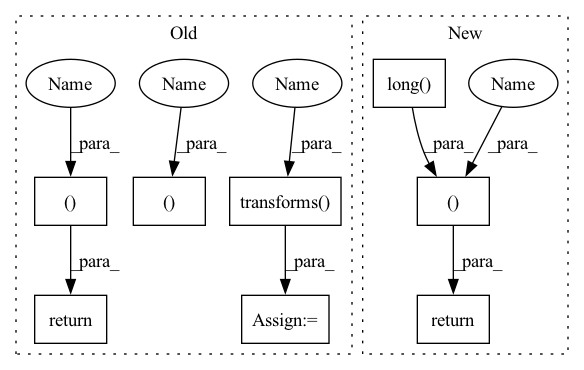 Old
New
Name
Name
Name
long()
Name
_para_
_para_
_para_
_para_
_para_
()
()
transforms()
()
_para_
_para_
_para_
return
Assign:=
return